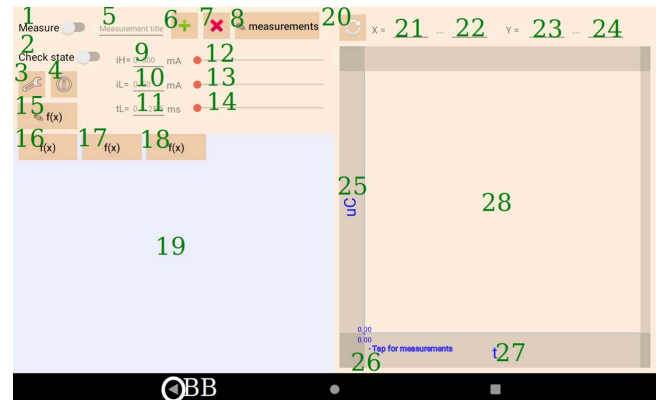 1 5 6 7 8 20 21 22 23 24
Measure Measurement title measurements X = ... Y = ...
2
Check state 9 iH= mA 12
3 4 10 iL= mA 13
11 tL= ms 14
15 f(x)
16 f(x) 17 f(x) 18 f(x)
25 28
uC
19
0.00
0.00
Tap for measurements t 27
26
BB